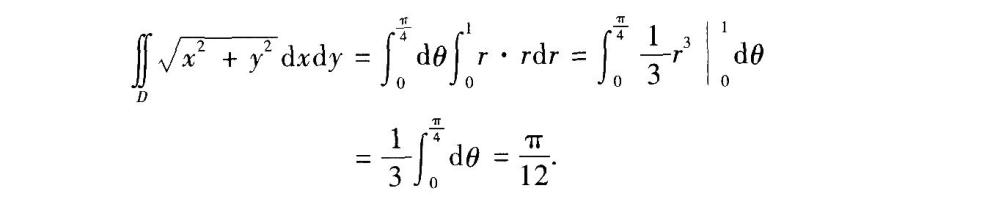 ∬_D √(x² + y²) dxdy = ∫_0^{π/4} dθ ∫_0^1 r · rdr = ∫_0^{π/4} 1/3 r³ |_0^1 dθ
= 1/3 ∫_0^{π/4} dθ = π/12.